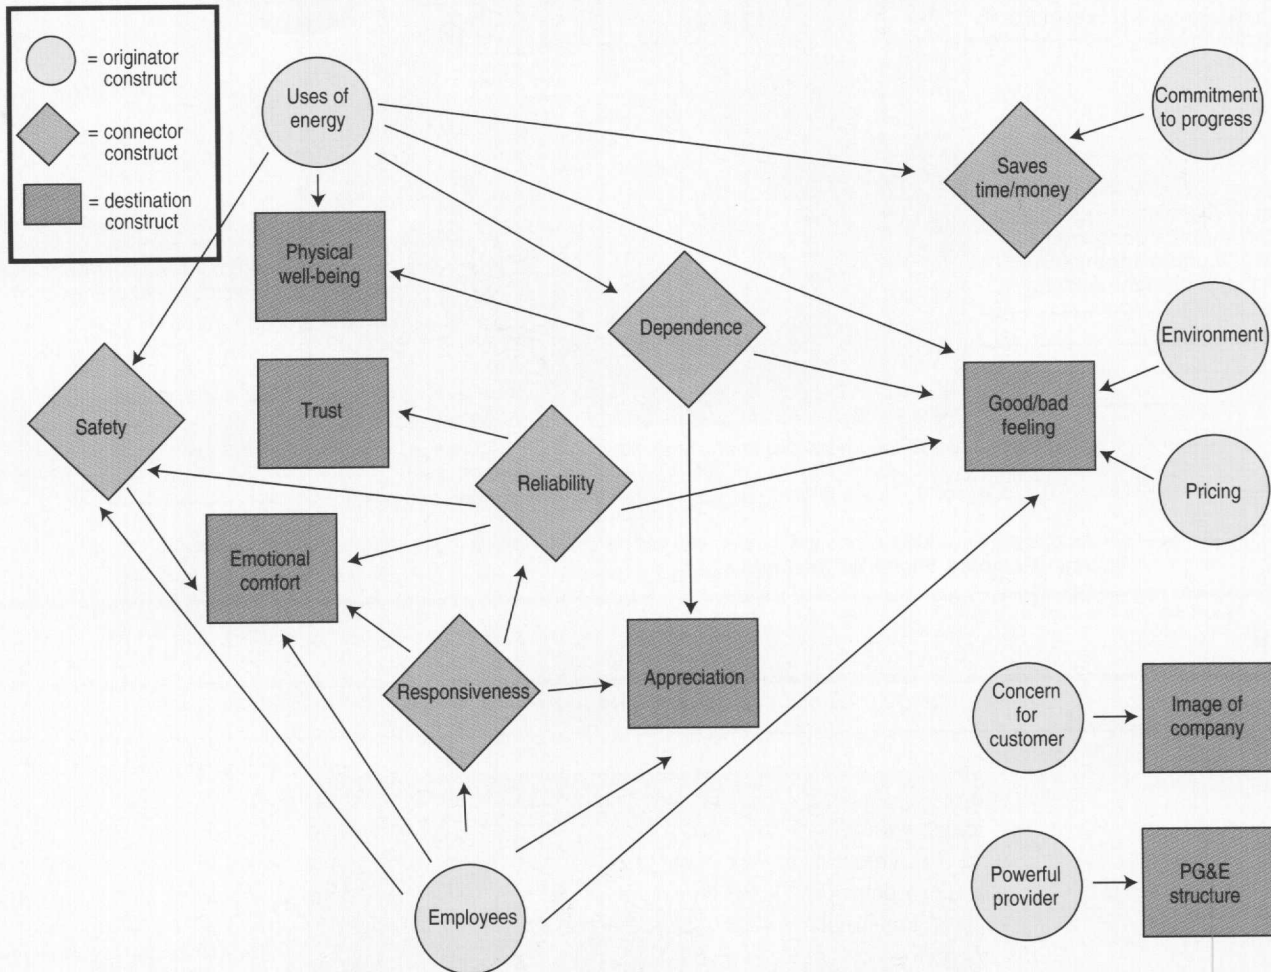 = originator
construct
= connector
construct
= destination
construct
Uses of
energy
Commitment
to progress
Saves
time/money
Physical
well-being
Dependence
Environment
Trust
Good/bad
feeling
Safety
Reliability
Pricing
Emotional
comfort
Responsiveness
Appreciation
Concern
for
customer
Image of
company
Employees
Powerful
provider
PG&E
structure